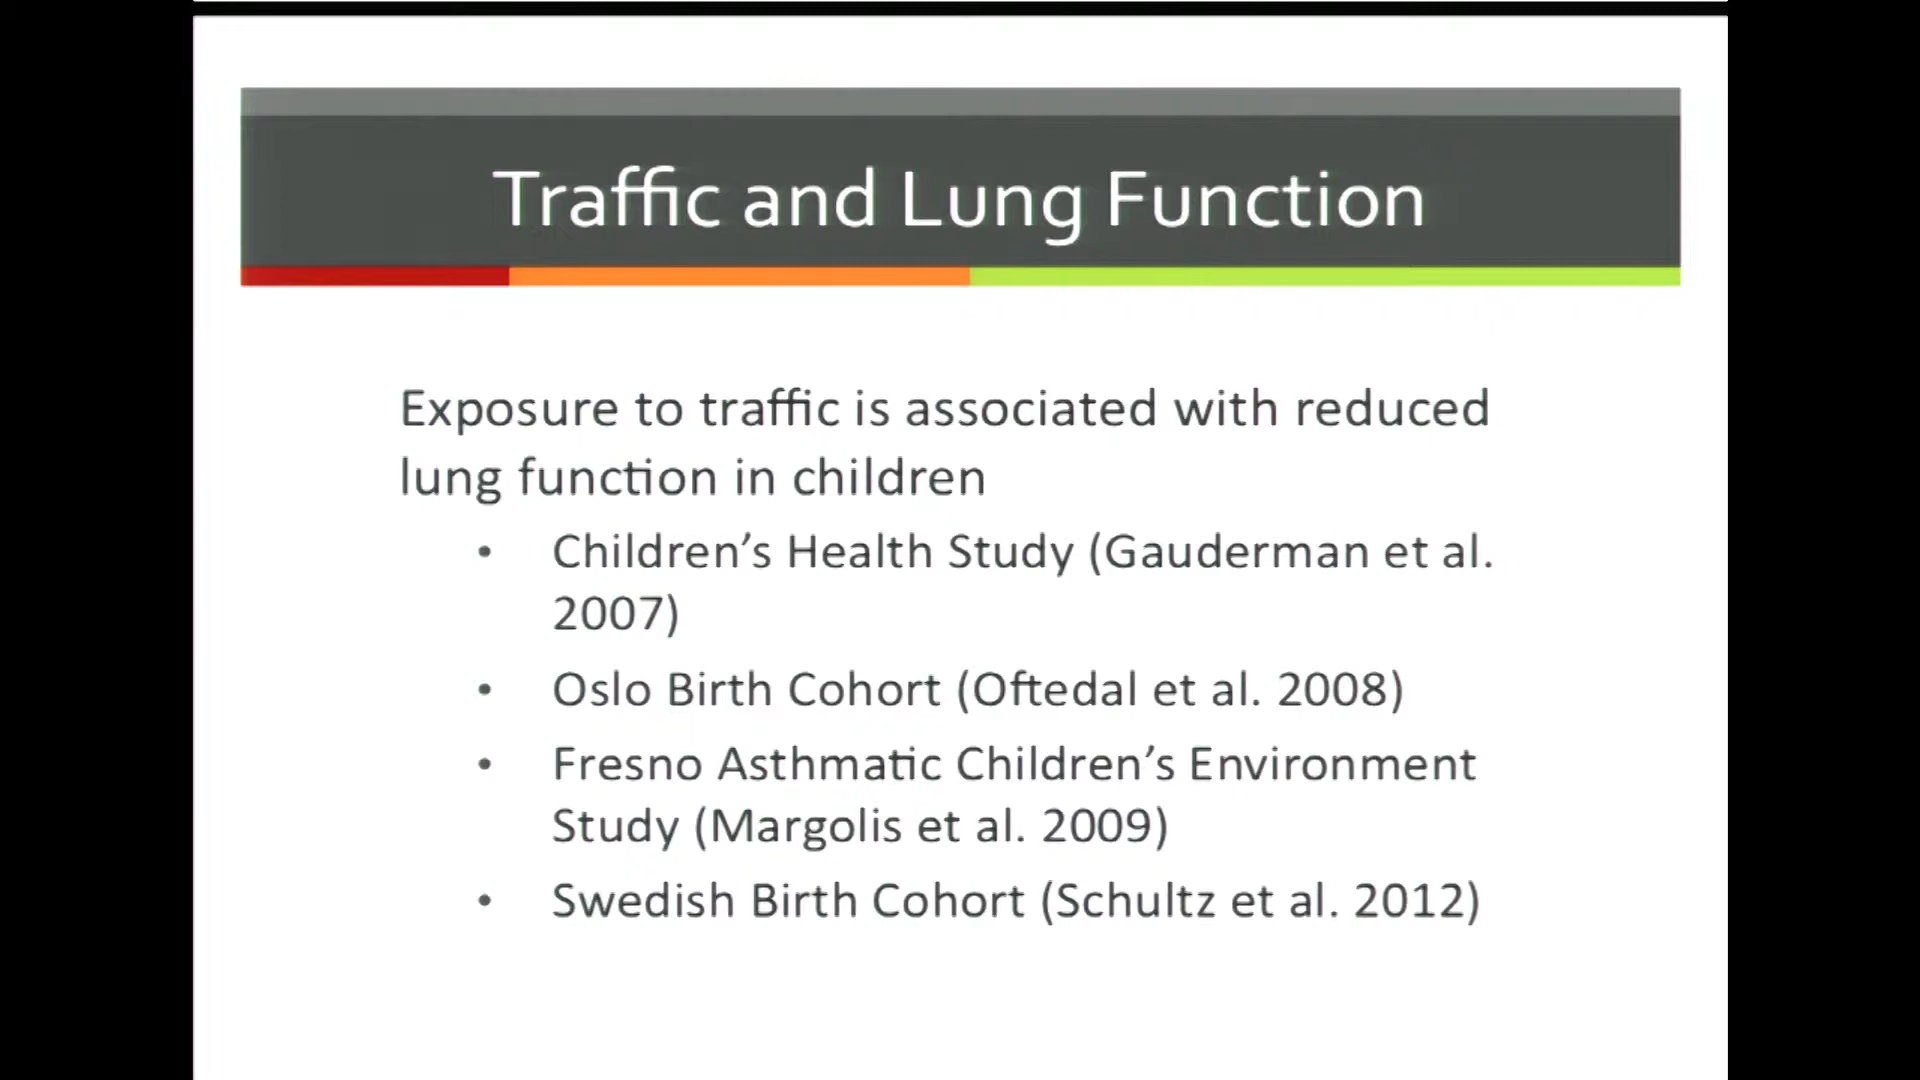 Traffic and Lung Function
Exposure to traffic is associated with reduced
lung function in children
• Children’s Health Study (Gauderman et al.
2007)
• Oslo Birth Cohort (Oftedal et al. 2008)
• Fresno Asthmatic Children’s Environment
Study (Margolis et al. 2009)
• Swedish Birth Cohort (Schultz et al. 2012)